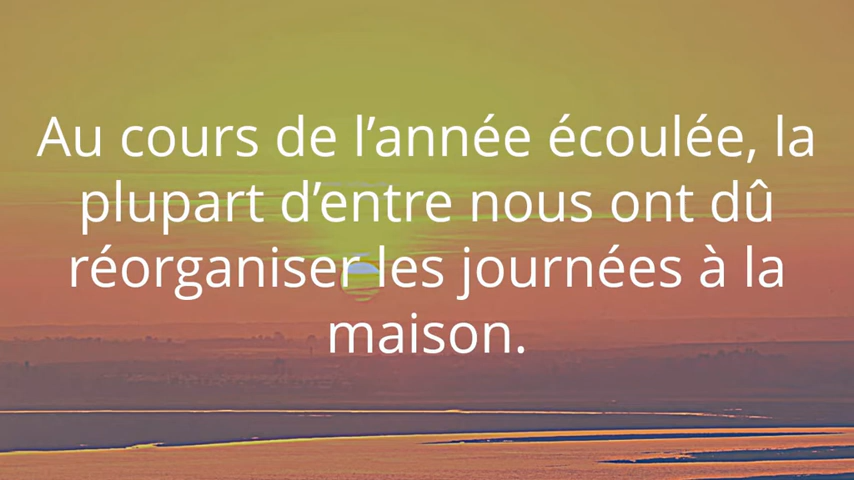 Au cours de l’année écoulée, la
plupart d’entre nous ont dû
réorganiser les journées à la
maison.